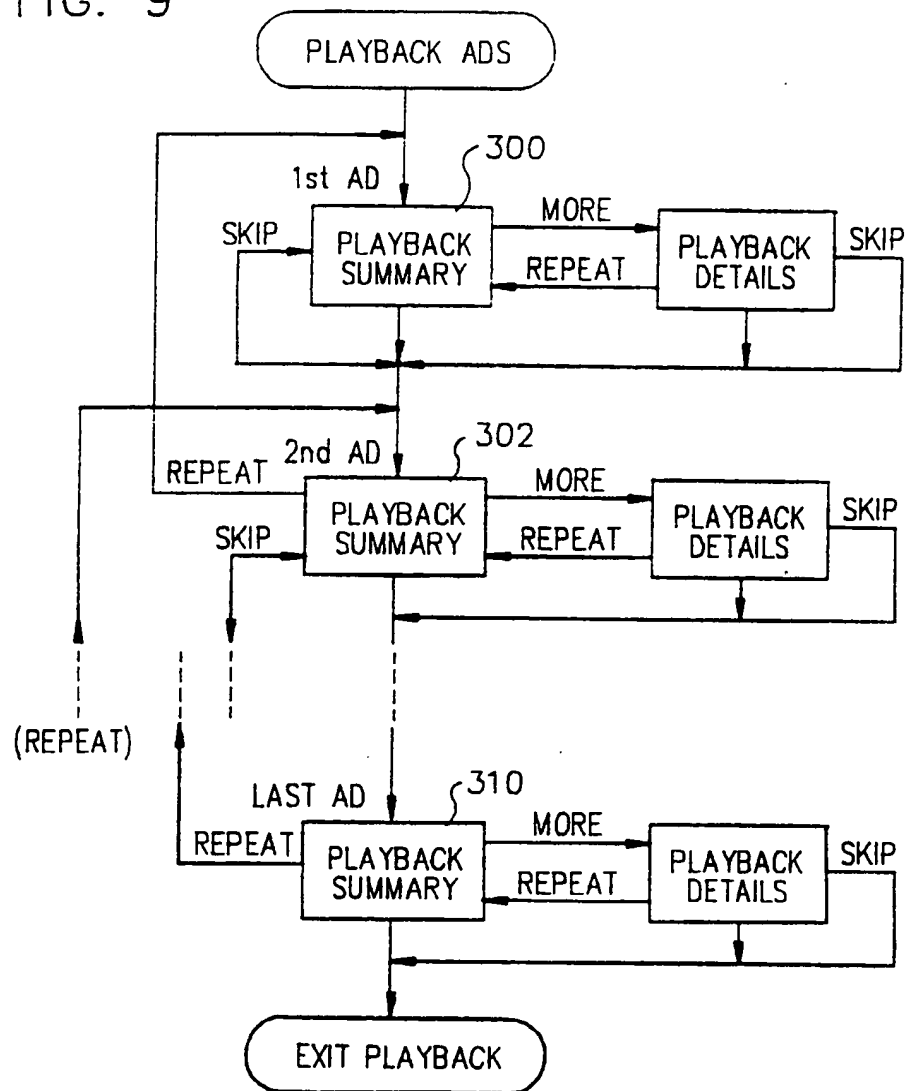 FIG. 9
PLAYBACK ADS
300
1st AD
MORE
SKIP
PLAYBACK
SUMMARY
PLAYBACK
DETAILS
SKIP
REPEAT
302
2nd AD
REPEAT
MORE
PLAYBACK
SUMMARY
PLAYBACK
DETAILS
SKIP
SKIP
REPEAT
(REPEAT)
310
LAST AD
MORE
REPEAT
PLAYBACK
SUMMARY
PLAYBACK
DETAILS
SKIP
REPEAT
EXIT PLAYBACK